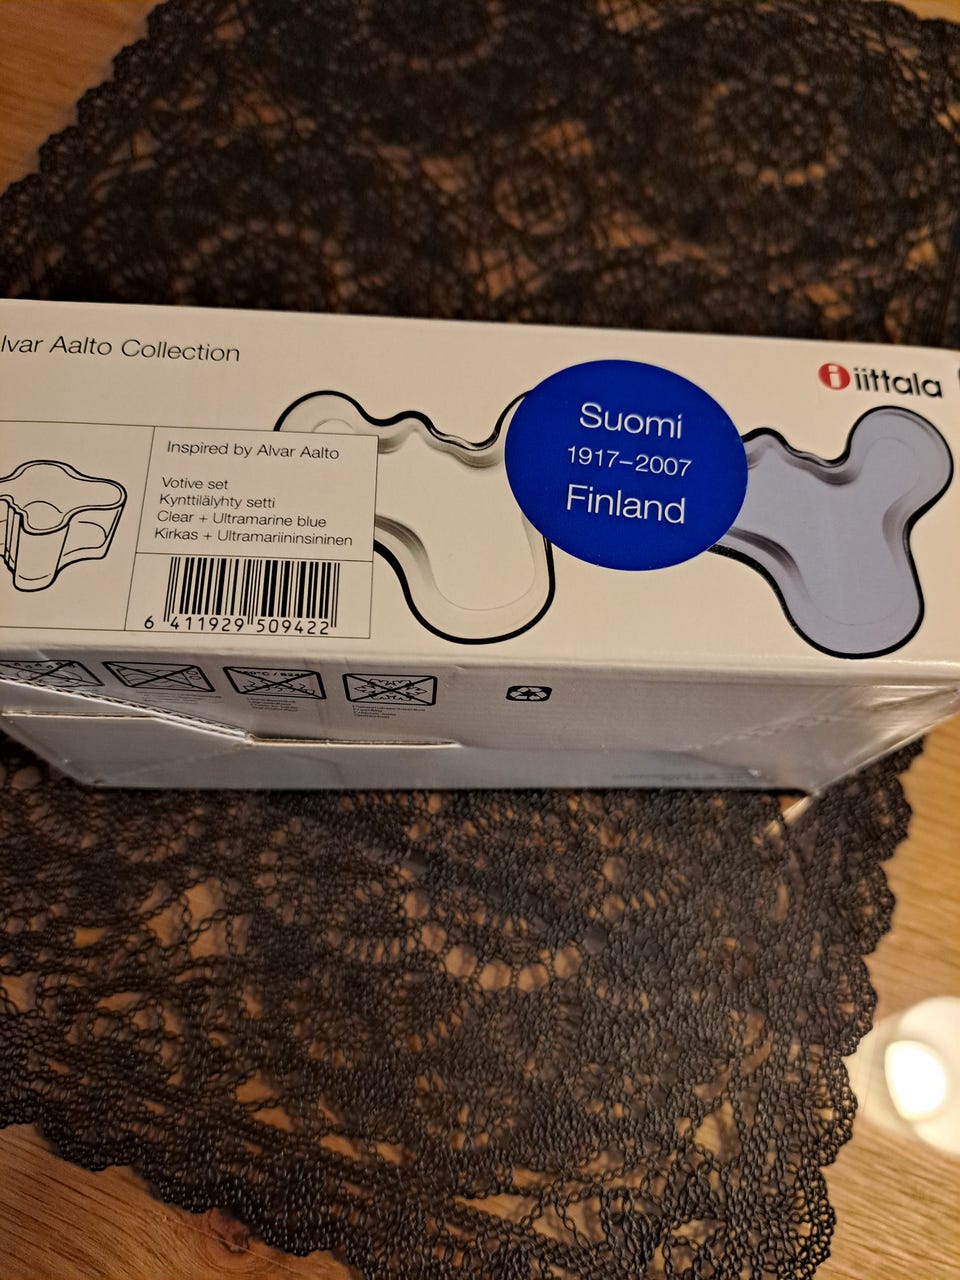 lvar Aalto Collection
iittala
Suomi
1917–2007
Finland
Inspired by Alvar Aalto
Votive set
Kynttilälyhty setti
Clear + Ultramarine blue
Kirkas + Ultramariininsininen
6 411929 509422